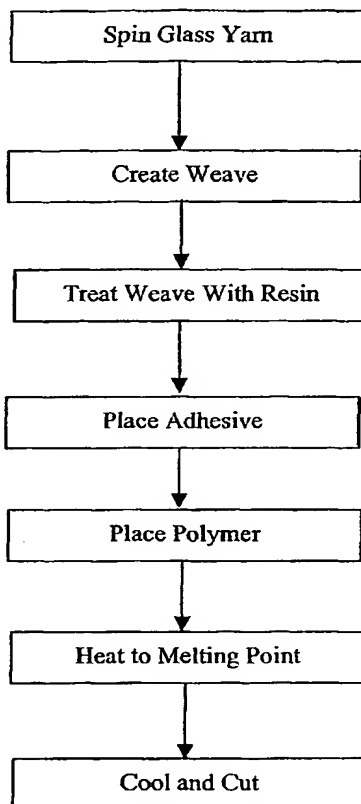 Spin Glass Yarn
Create Weave
Treat Weave With Resin
Place Adhesive
Place Polymer
Heat to Melting Point
Cool and Cut